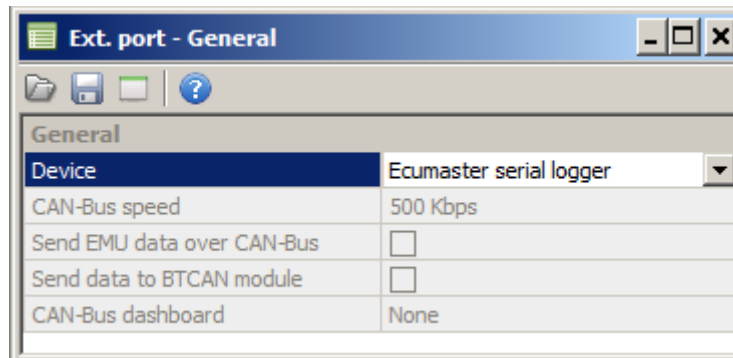 Ext. port - General
General
Device Ecumaster serial logger
CAN-Bus speed 500 Kbps
Send EMU data over CAN-Bus
Send data to BTCAN module
CAN-Bus dashboard None